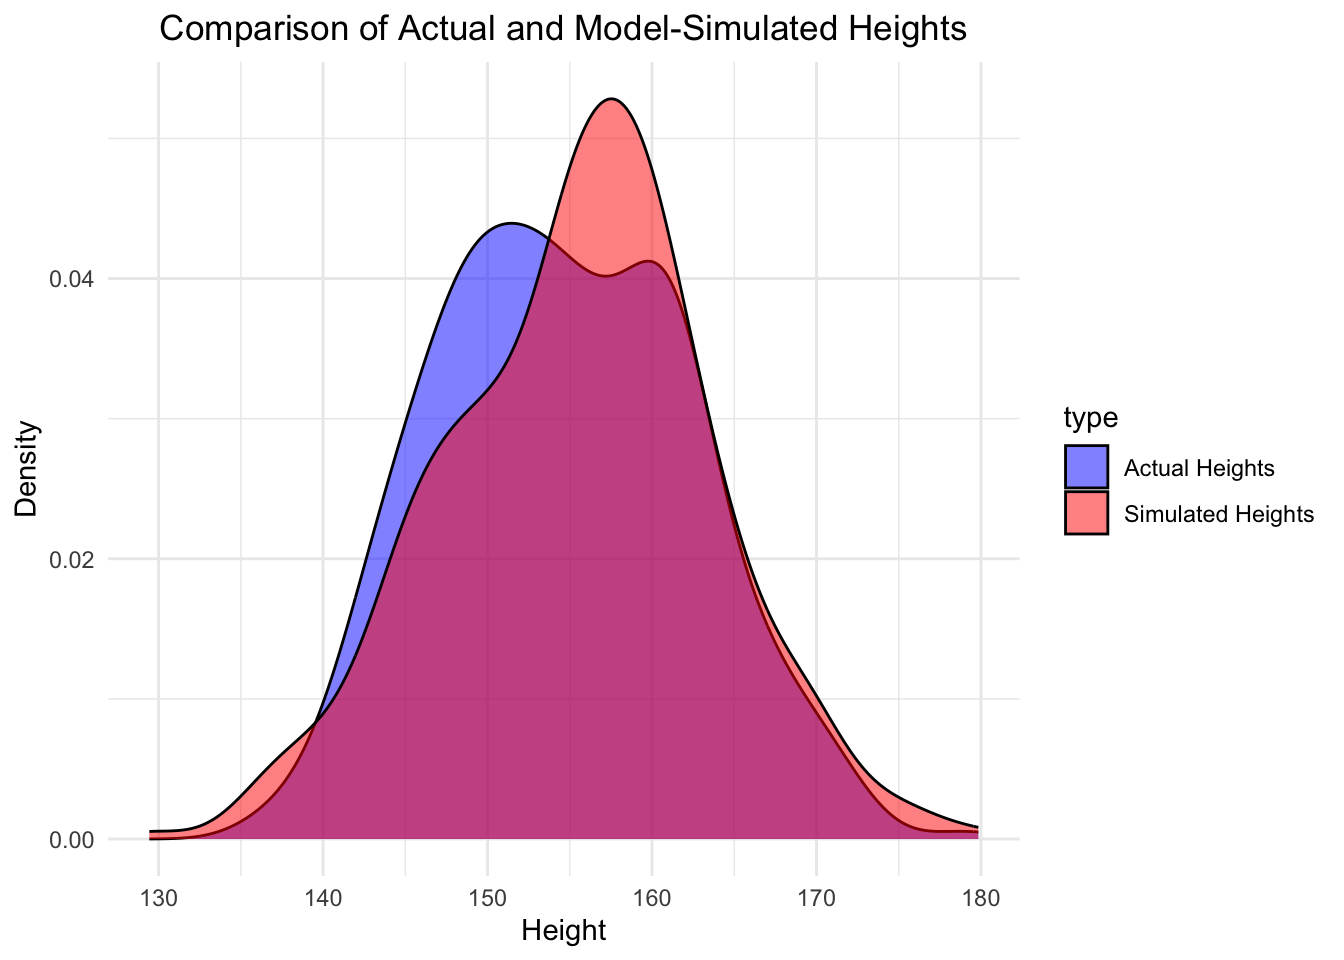 Comparison of Actual and Model-Simulated Heights
Density
0.04
0.02
0.00
130 140 150 160 170 180
Height
type
Actual Heights
Simulated Heights